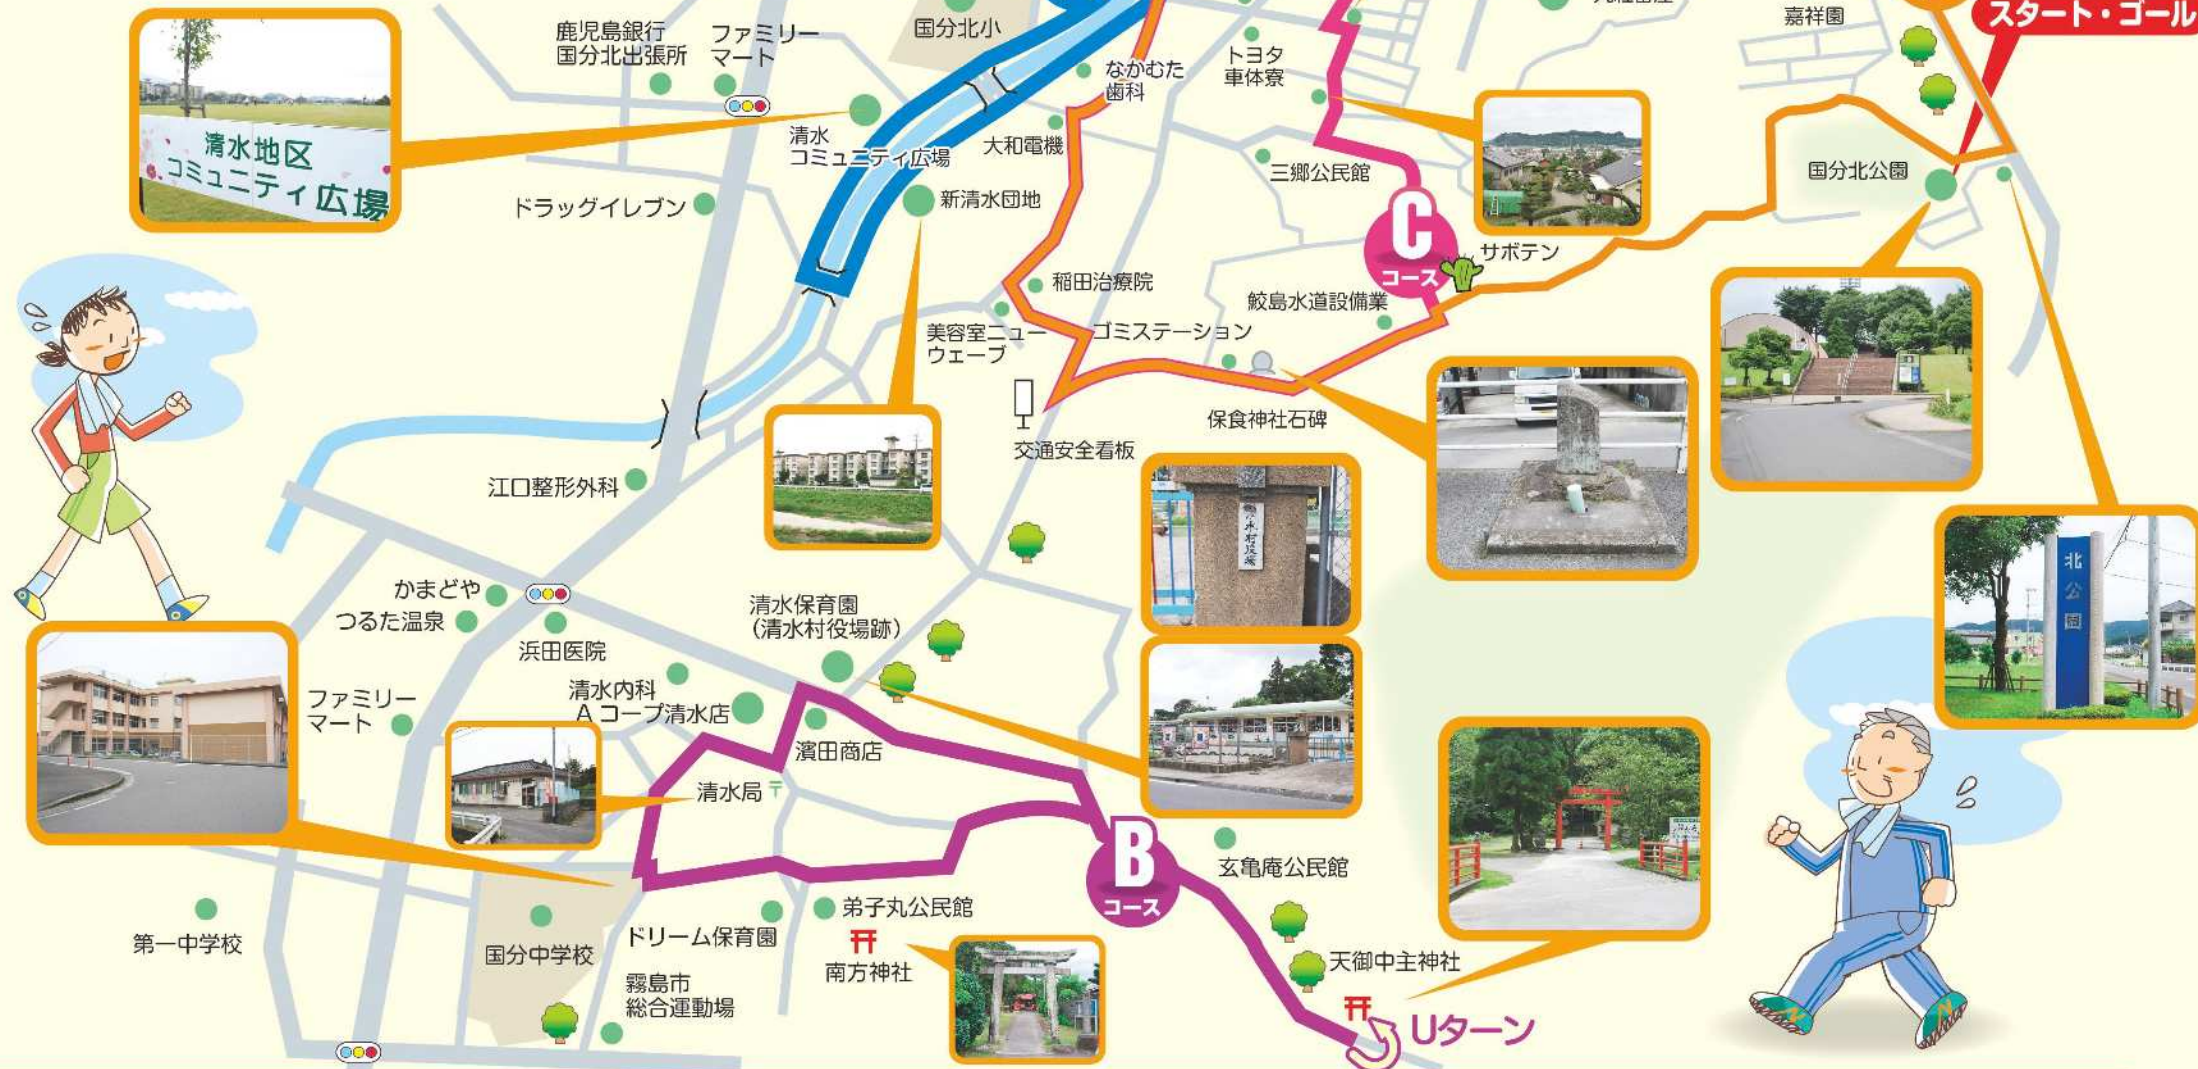 嘉祥園
スタート・ゴール
鹿児島銀行
国分北出張所
ファミリー
マート
国分北小
なかむた
歯科
トヨタ
車体寮
清水地区
コミュニティ広場
清水
コミュニティ広場
大和電機
三郷公民館
国分北公園
ドラッグイレブン
新清水団地
C
コース
サボテン
稲田治療院
鮫島水道設備業
美容室ニュー
ウェーブ
ゴミステーション
保食神社石碑
交通安全看板
江口整形外科
かまどや
つるた温泉
浜田医院
清水保育園
(清水村役場跡)
北公園
清水内科
Aコープ清水店
ファミリー
マート
濱田商店
清水局
B
コース
玄亀庵公民館
第一中学校
国分中学校
ドリーム保育園
弟子丸公民館
南方神社
霧島市
総合運動場
天御中主神社
Uターン